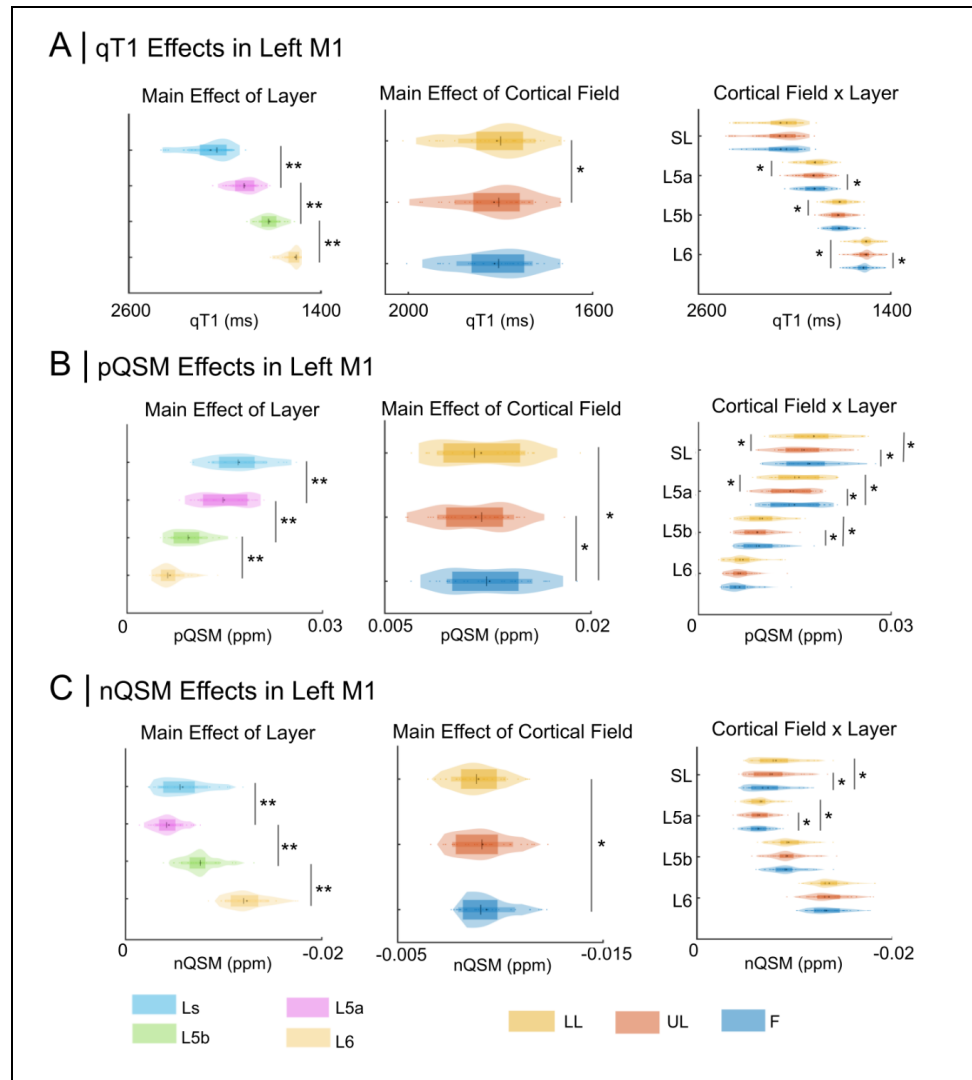 A | qT1 Effects in Left M1
Main Effect of Layer
Main Effect of Cortical Field
Cortical Field x Layer
**
**
**
2600
1400
qT1 (ms)
*
2000
1600
qT1 (ms)
SL
L5a
L5b
L6
*
*
*
*
*
2600
1400
qT1 (ms)
B | pQSM Effects in Left M1
Main Effect of Layer
Main Effect of Cortical Field
Cortical Field x Layer
**
**
**
0
0.03
pQSM (ppm)
*
*
0.005
0.02
pQSM (ppm)
SL
L5a
L5b
L6
*
*
*
*
*
*
*
*
0
0.03
pQSM (ppm)
C | nQSM Effects in Left M1
Main Effect of Layer
Main Effect of Cortical Field
Cortical Field x Layer
**
**
**
0
-0.02
nQSM (ppm)
*
-0.005
-0.015
nQSM (ppm)
SL
L5a
L5b
L6
*
*
*
*
0
-0.02
nQSM (ppm)
Ls
L5a
L5b
L6
LL
UL
F